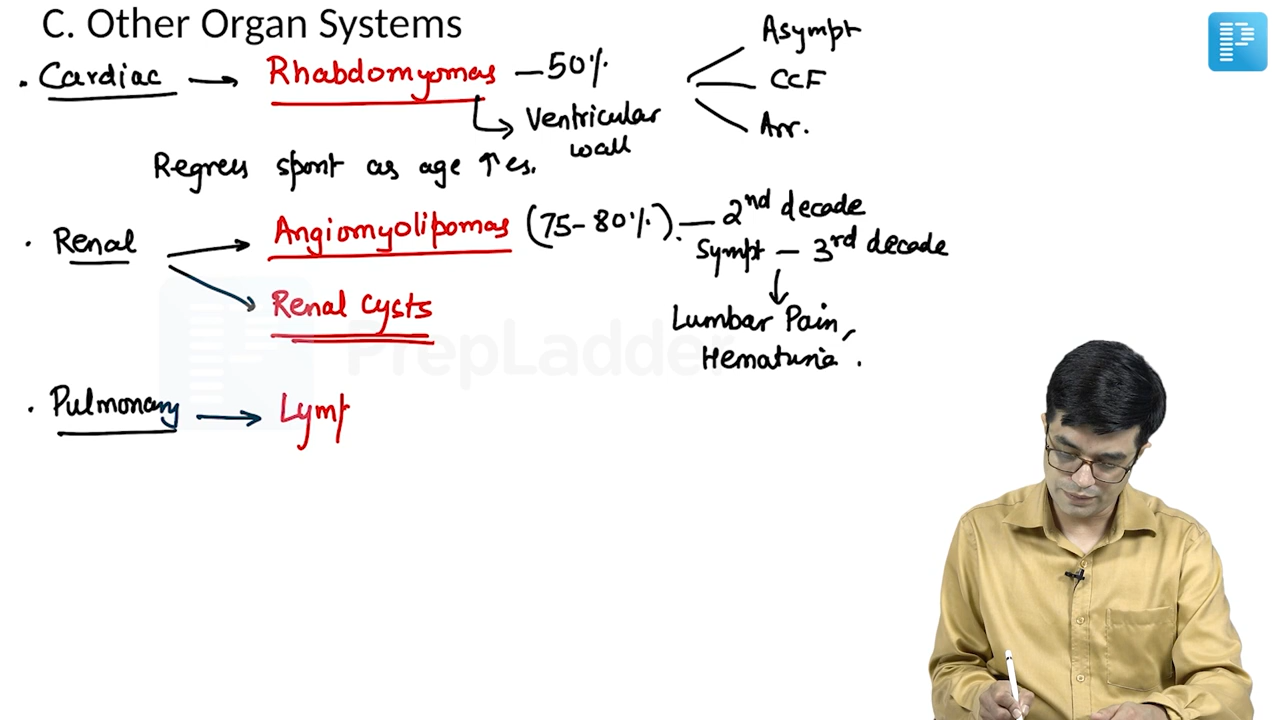 C. Other Organ Systems
. Cardiac → Rhabdomyomas — 50%
Ventricular
wall
Asympt
CCF
Arr.
Regress spont as age ↑es.
. Renal → Angiomyolipomas (75-80%). — 2nd decade
Sympt — 3rd decade
Renal cysts
Lumbar Pain,
Hematuria.
. Pulmonary → Lymp
PrepLadder